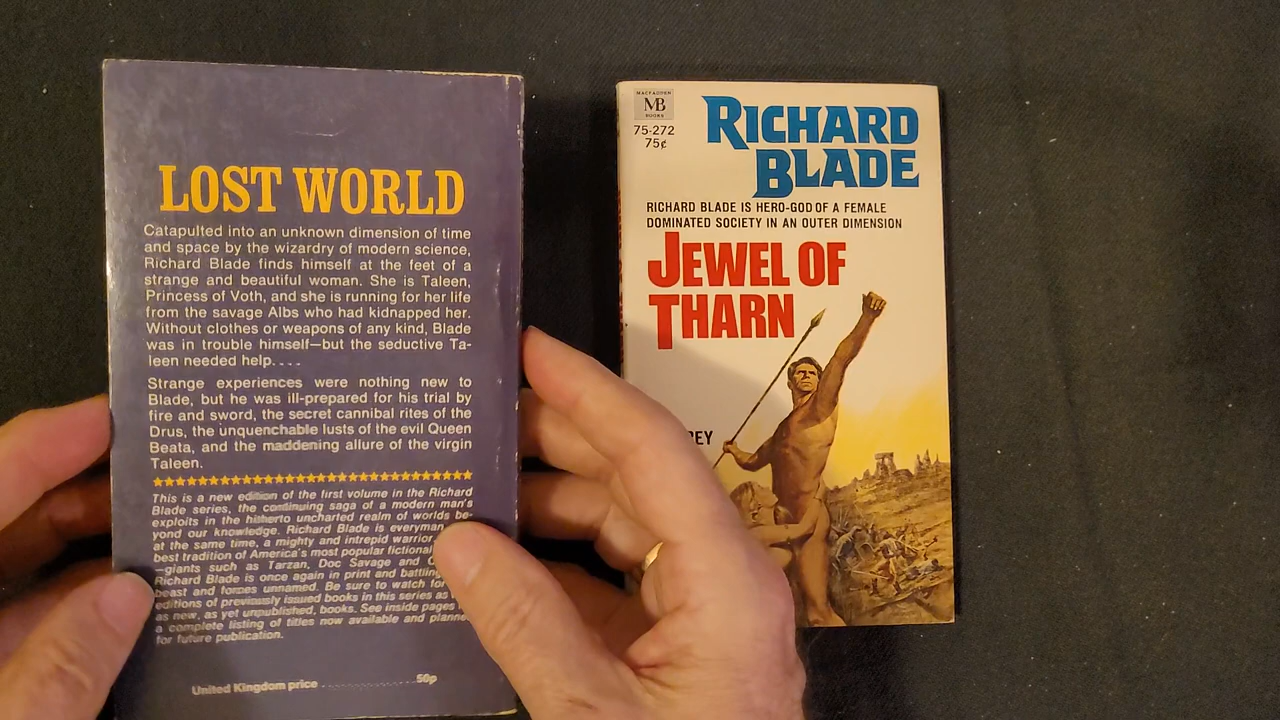 LOST WORLD
Catapulted into an unknown dimension of time
and space by the wizardry of modern science,
Richard Blade finds himself at the feet of a
strange and beautiful woman. She is Taleen,
Princess of Voth, and she is running for her life
from the savage Albs who had kidnapped her.
Without clothes or weapons of any kind, Blade
was in trouble himself—but the seductive Ta-
leen needed help....
Strange experiences were nothing new to
Blade, but he was ill-prepared for his trial by
fire and sword, the secret cannibal rites of the
Drus, the unquenchable lusts of the evil Queen
Beata, and the maddening allure of the virgin
Taleen.
This is a new edition of the first volume in the Richard
Blade series, the continuing saga of a modern man's
exploits in the hitherto uncharted realm of worlds be-
yond our knowledge. Richard Blade is everyman
at the same time, a mighty and intrepid warrior
best tradition of America's most popular fictional
—giants such as Tarzan, Doc Savage and
Richard Blade is once again in print and battling
beast and forces unnamed. Be sure to watch for
editions of previously issued books in this series as
as new, as yet unpublished, books. See inside pages
a complete listing of titles now available and planne
for future publication.
United Kingdom price ........................50p
MACFADDEN
MB
BOOKS
75-272
75¢
RICHARD
BLADE
RICHARD BLADE IS HERO-GOD OF A FEMALE
DOMINATED SOCIETY IN AN OUTER DIMENSION
JEWEL OF
THARN
REY